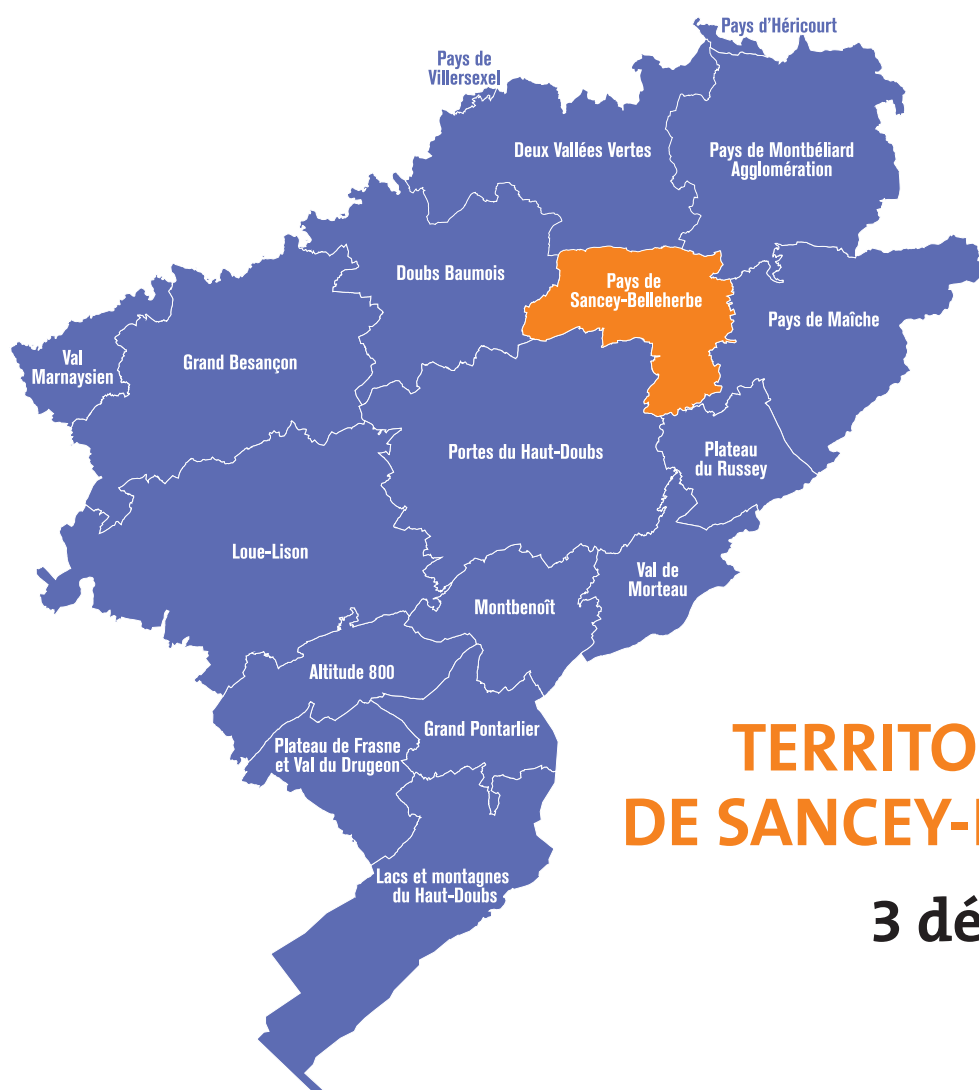 Pays d'Héricourt
Pays de
Villersexel
Deux Vallées Vertes
Pays de Montbéliard
Agglomération
Doubs Baumois
Pays de
Sancey-Belleherbe
Pays de Maîche
Val
Marnaysien
Grand Besançon
Portes du Haut-Doubs
Plateau
du Russey
Loue-Lison
Val de
Morteau
Montbenoît
Altitude 800
Grand Pontarlier
Plateau de Frasne
et Val du Drugeon
Lacs et montagnes
du Haut-Doubs
TERRITO
DE SANCEY-
3 dé